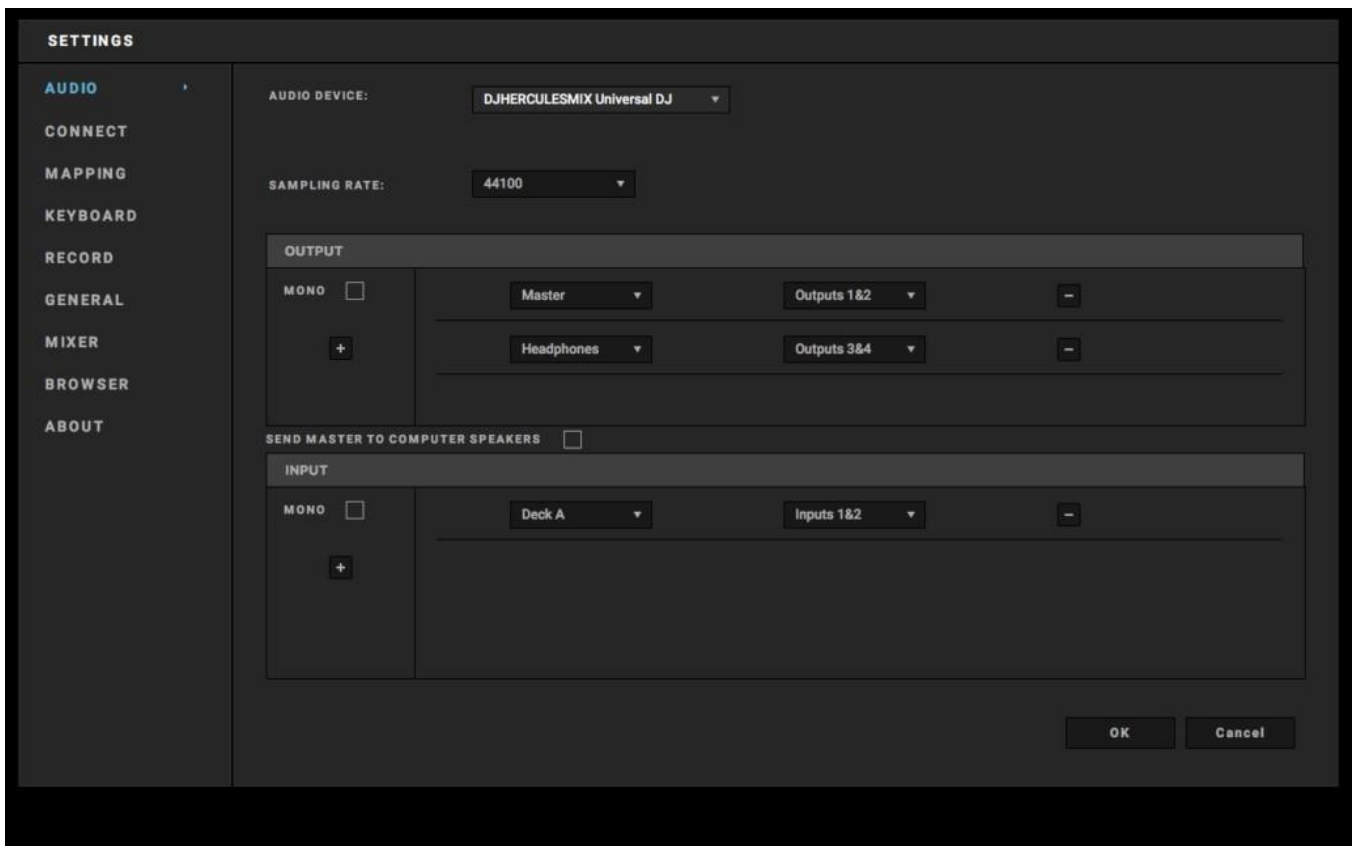 SETTINGS
AUDIO
CONNECT
MAPPING
KEYBOARD
RECORD
GENERAL
MIXER
BROWSER
ABOUT
AUDIO DEVICE: DJHERCULESMIX Universal DJ
SAMPLING RATE: 44100
OUTPUT
MONO Master Outputs 1&2 −
+ Headphones Outputs 3&4 −
SEND MASTER TO COMPUTER SPEAKERS
INPUT
MONO Deck A Inputs 1&2 −
+
OK Cancel